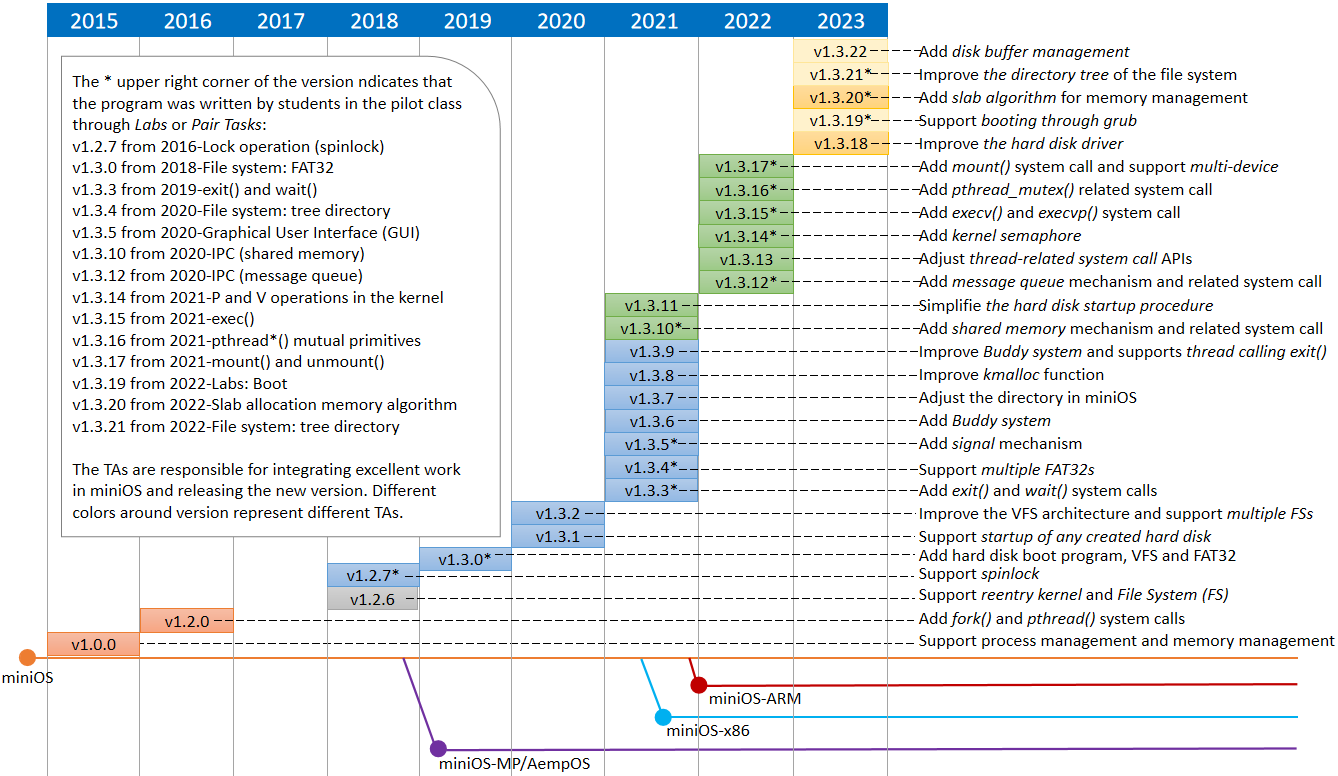 2015 2016 2017 2018 2019 2020 2021 2022 2023
The * upper right corner of the version ndicates that
the program was written by students in the pilot class
through Labs or Pair Tasks:
v1.2.7 from 2016-Lock operation (spinlock)
v1.3.0 from 2018-File system: FAT32
v1.3.3 from 2019-exit() and wait()
v1.3.4 from 2020-File system: tree directory
v1.3.5 from 2020-Graphical User Interface (GUI)
v1.3.10 from 2020-IPC (shared memory)
v1.3.12 from 2020-IPC (message queue)
v1.3.14 from 2021-P and V operations in the kernel
v1.3.15 from 2021-exec()
v1.3.16 from 2021-pthread*() mutual primitives
v1.3.17 from 2021-mount() and unmount()
v1.3.19 from 2022-Labs: Boot
v1.3.20 from 2022-Slab allocation memory algorithm
v1.3.21 from 2022-File system: tree directory
The TAs are responsible for integrating excellent work
in miniOS and releasing the new version. Different
colors around version represent different TAs.
v1.3.22 Add disk buffer management
v1.3.21* Improve the directory tree of the file system
v1.3.20* Add slab algorithm for memory management
v1.3.19* Support booting through grub
v1.3.18 Improve the hard disk driver
v1.3.17* Add mount() system call and support multi-device
v1.3.16* Add pthread_mutex() related system call
v1.3.15* Add execv() and execvp() system call
v1.3.14* Add kernel semaphore
v1.3.13 Adjust thread-related system call APIs
v1.3.12* Add message queue mechanism and related system call
v1.3.11 Simplifie the hard disk startup procedure
v1.3.10* Add shared memory mechanism and related system call
v1.3.9 Improve Buddy system and supports thread calling exit()
v1.3.8 Improve kmalloc function
v1.3.7 Adjust the directory in miniOS
v1.3.6 Add Buddy system
v1.3.5* Add signal mechanism
v1.3.4* Support multiple FAT32s
v1.3.3* Add exit() and wait() system calls
v1.3.2 Improve the VFS architecture and support multiple FSs
v1.3.1 Support startup of any created hard disk
v1.3.0* Add hard disk boot program, VFS and FAT32
v1.2.7* Support spinlock
v1.2.6 Support reentry kernel and File System (FS)
v1.2.0 Add fork() and pthread() system calls
v1.0.0 Support process management and memory management
miniOS
miniOS-ARM
miniOS-x86
miniOS-MP/AempOS